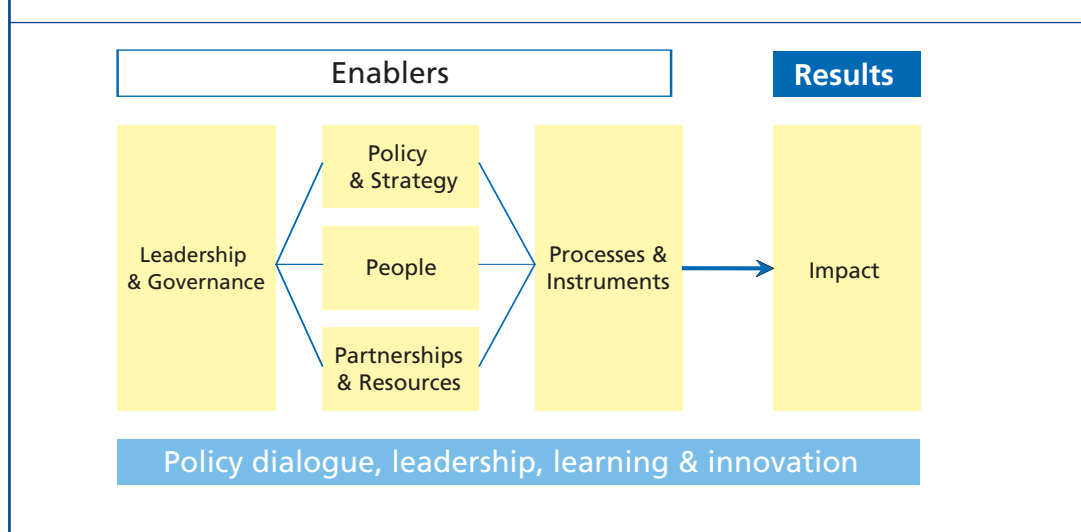 Enablers
Results
Leadership
& Governance
Policy
& Strategy
People
Partnerships
& Resources
Processes &
Instruments
Impact
Policy dialogue, leadership, learning & innovation